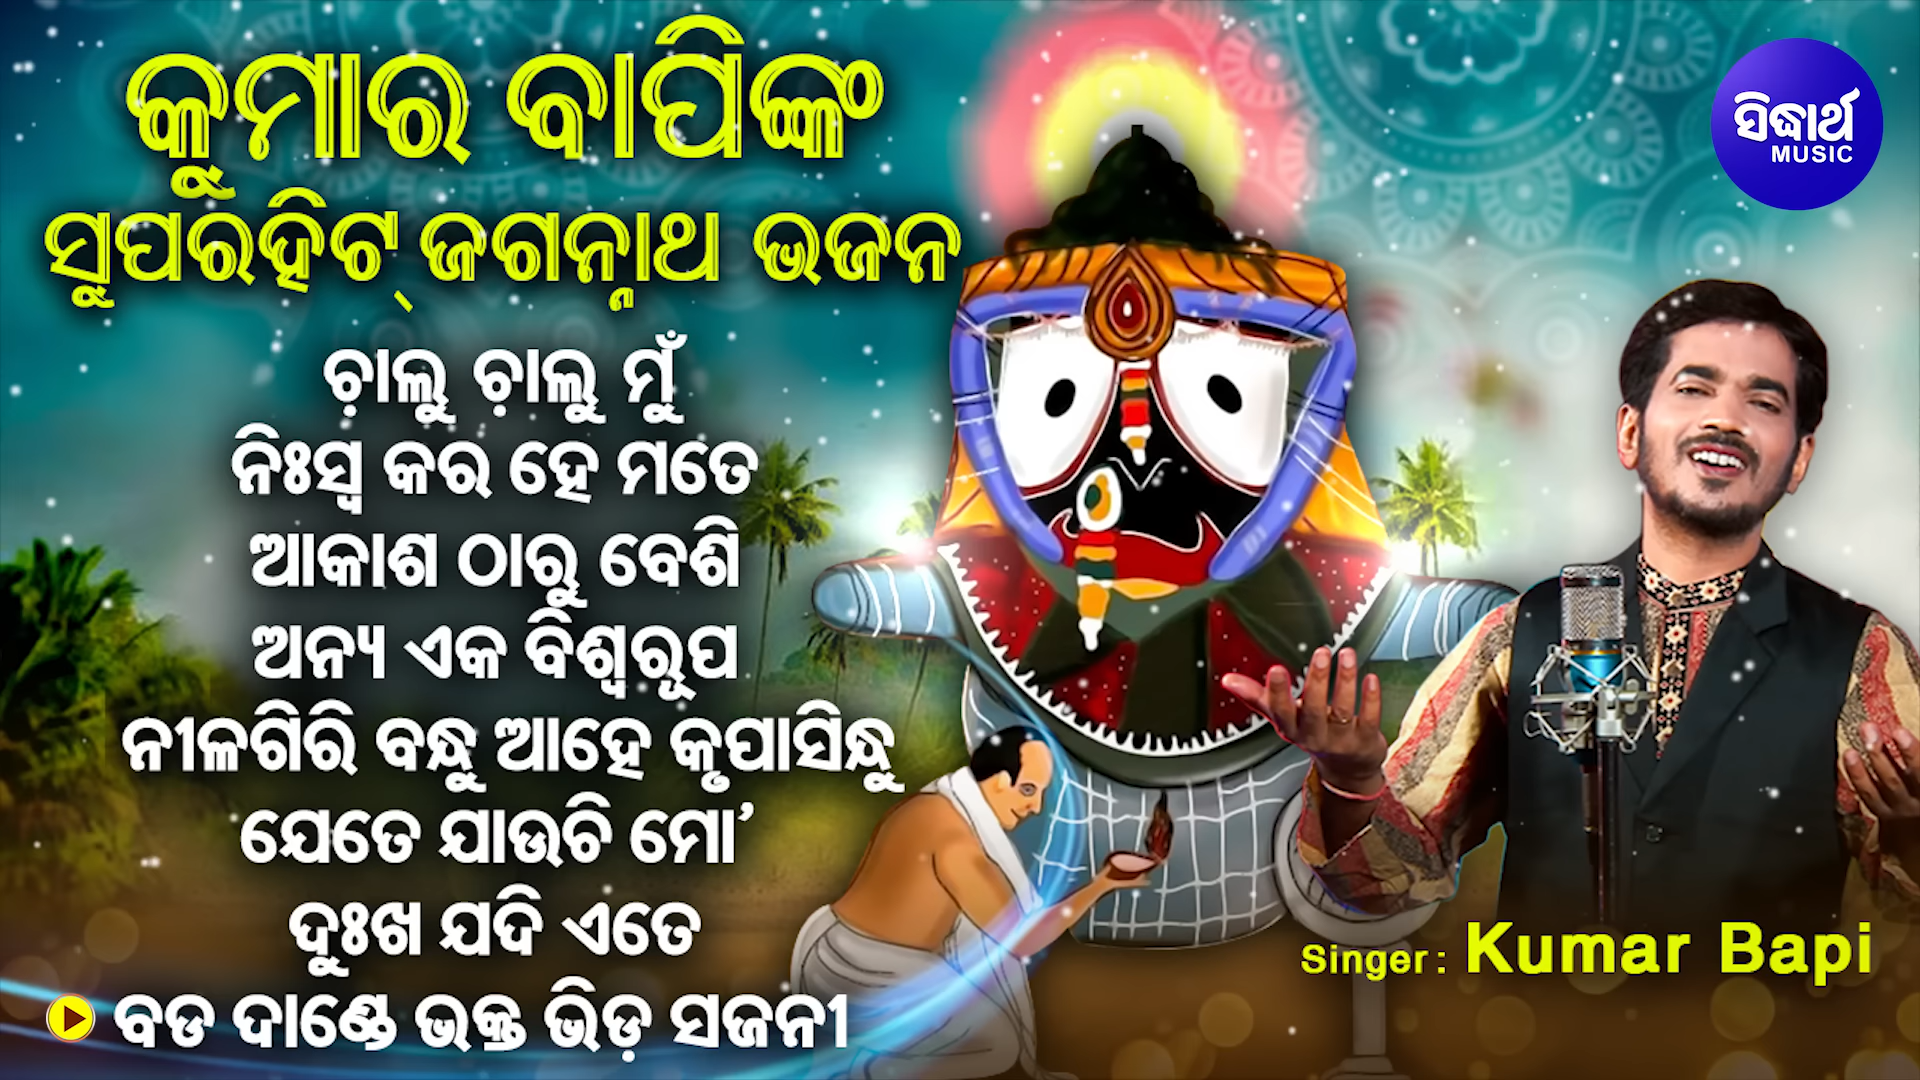 କୁମାର ବାପିଙ୍କ
ସୁପରହିଟ୍ ଜଗନ୍ନାଥ ଭଜନ
ସିଦ୍ଧାର୍ଥ
MUSIC
ଚ଼ାଲୁ ଚ଼ାଲୁ ମୁଁ
ନିଃସ୍ୱ କର ହେ ମତେ
ଆକାଶ ଠାରୁ ବେଶି
ଅନ୍ୟ ଏକ ବିଶ୍ୱରୂପ
ନୀଳଗିରି ବନ୍ଧୁ ଆହେ କୃପାସିନ୍ଧୁ
ଯେତେ ଯାଉଚି ମୋ'
ଦୁଃଖ ଯଦି ଏତେ
ବଡ ଦାଣ୍ଡେ ଭକ୍ତ ଭିଡ଼ ସଜନୀ
Singer : Kumar Bapi